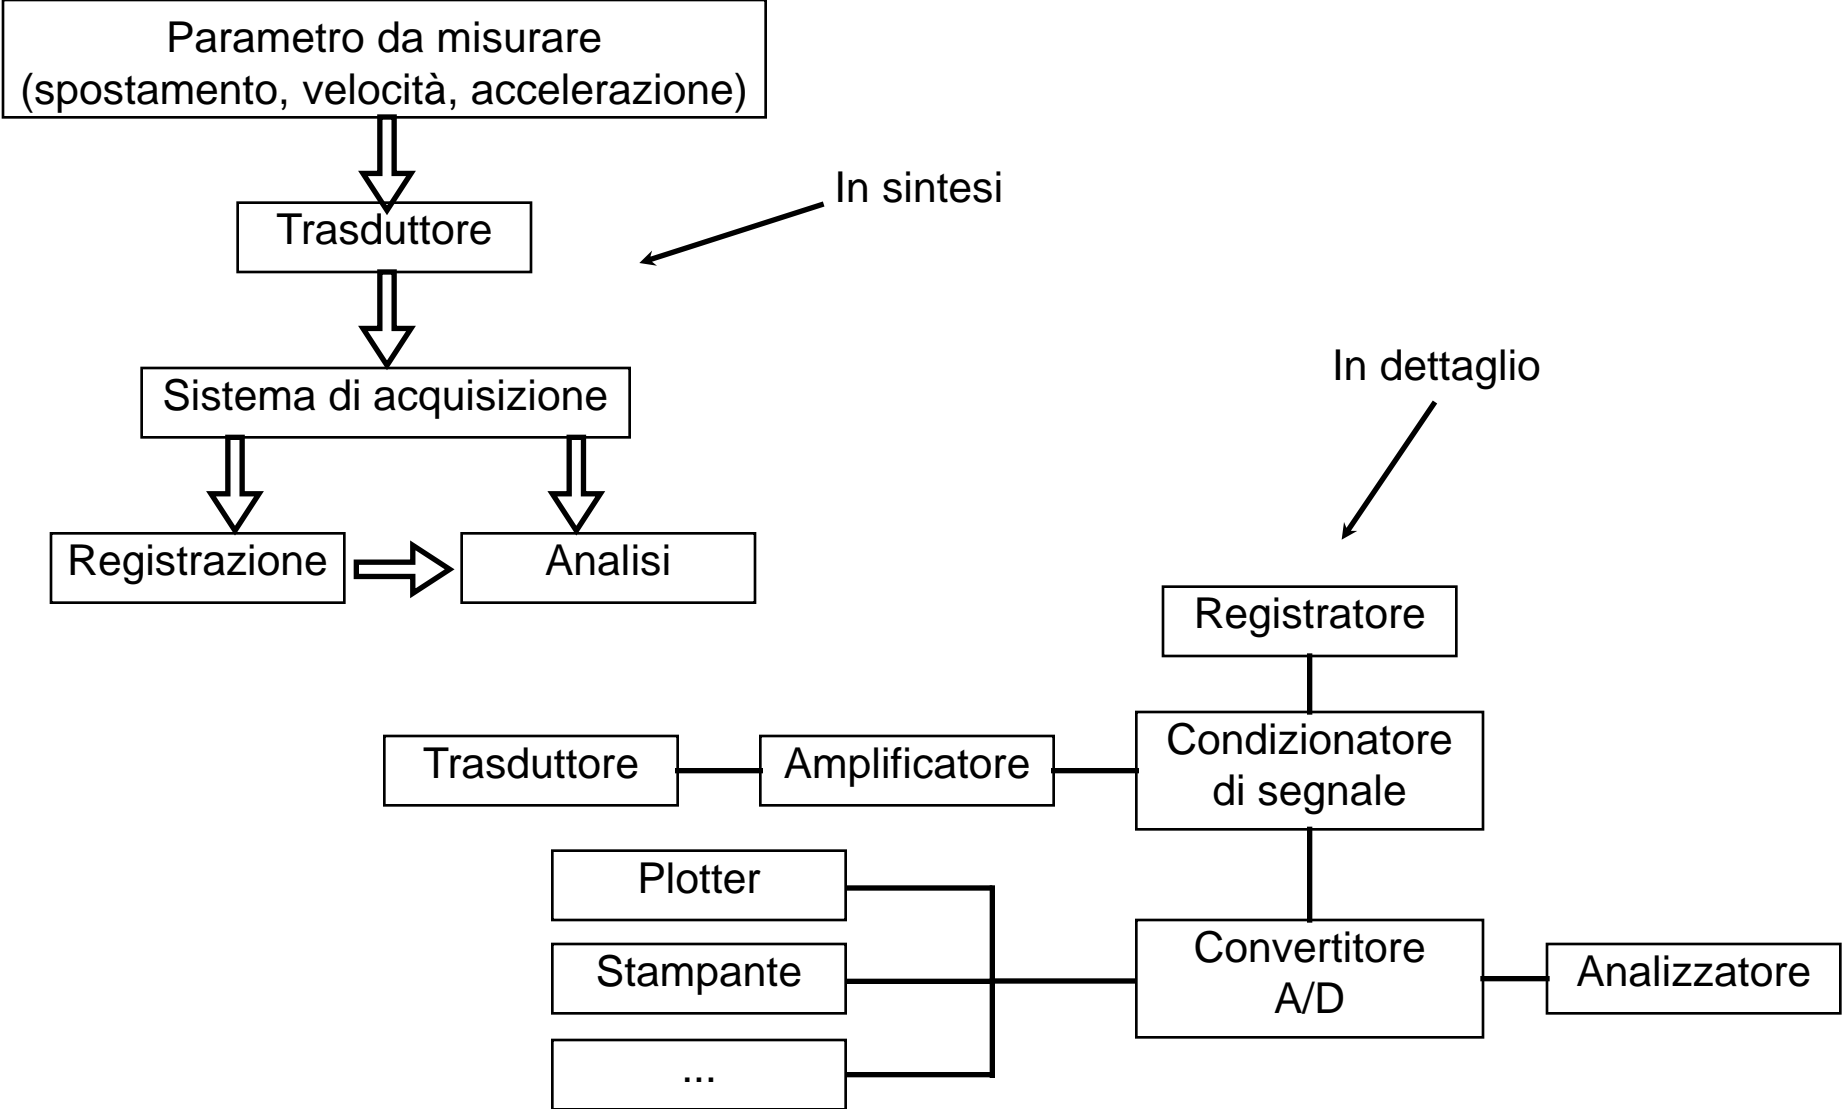 Parametro da misurare
(spostamento, velocità, accelerazione)
In sintesi
Trasduttore
In dettaglio
Sistema di acquisizione
Registrazione
Analisi
Registratore
Condizionatore
di segnale
Trasduttore
Amplificatore
Plotter
Stampante
...
Convertitore
A/D
Analizzatore